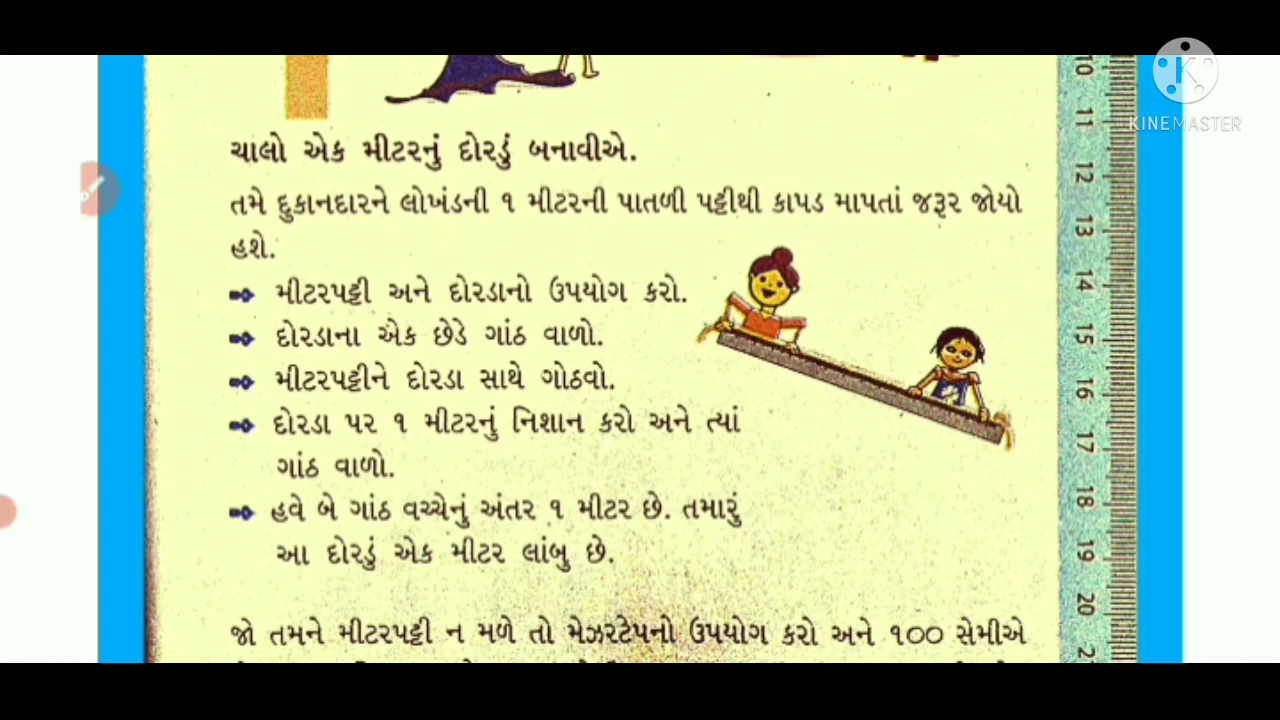 ચાલો એક મીટરનું દોરડું બનાવીએ.
તમે દુકાનદારને લોખંડની ૧ મીટરની પાતળી પટ્ટીથી કાપડ માપતાં જરૂર જોયો
હશે.
મીટરપટ્ટી અને દોરડાનો ઉપયોગ કરો.
દોરડાના એક છેડે ગાંઠ વાળો.
મીટરપટ્ટીને દોરડા સાથે ગોઠવો.
દોરડા પર ૧ મીટરનું નિશાન કરો અને ત્યાં
ગાંઠ વાળો.
હવે બે ગાંઠ વચ્ચેનું અંતર ૧ મીટર છે. તમારું
આ દોરડું એક મીટર લાંબુ છે.
જો તમને મીટરપટ્ટી ન મળે તો મેઝરટેપનો ઉપયોગ કરો અને ૧૦૦ સેમીએ
10
11
12
13
14
15
16
17
18
19
20
K
KINEMASTER